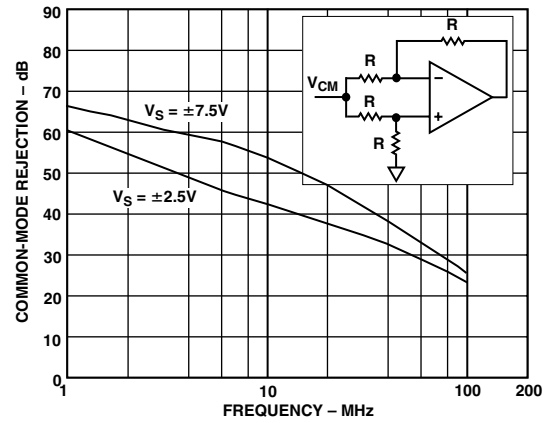 90
80
70
60
50
40
30
20
10
0
COMMON-MODE REJECTION – dB
V_S = ±7.5V
V_S = ±2.5V
R
V_CM
R
R
R
–
+
1
10
100
200
FREQUENCY – MHz